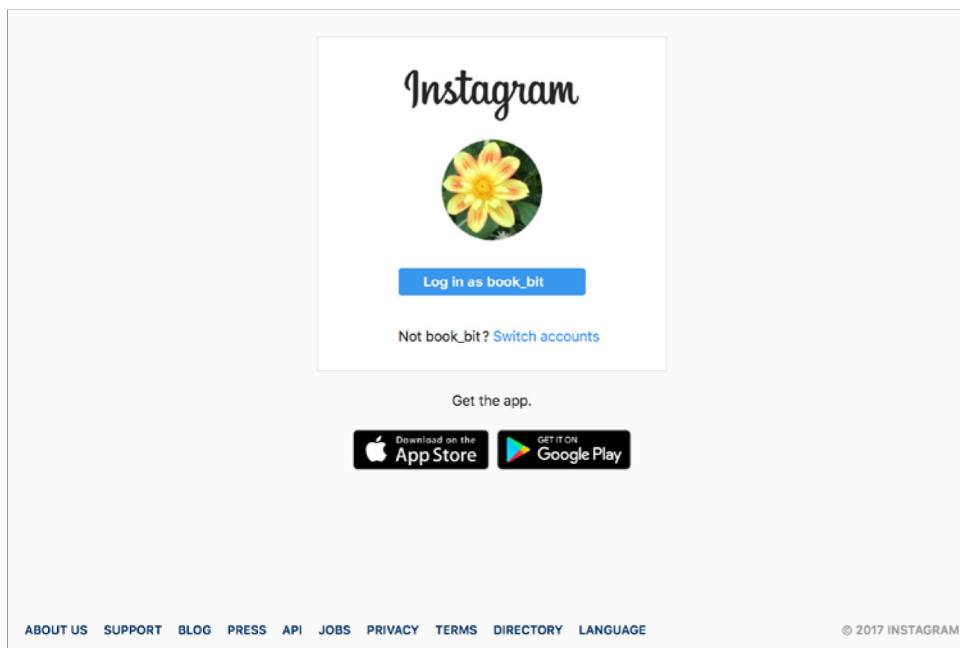 Instagram
Log in as book_bit
Not book_bit? Switch accounts
Get the app.
Download on the
App Store
GET IT ON
Google Play
ABOUT US SUPPORT BLOG PRESS API JOBS PRIVACY TERMS DIRECTORY LANGUAGE © 2017 INSTAGRAM